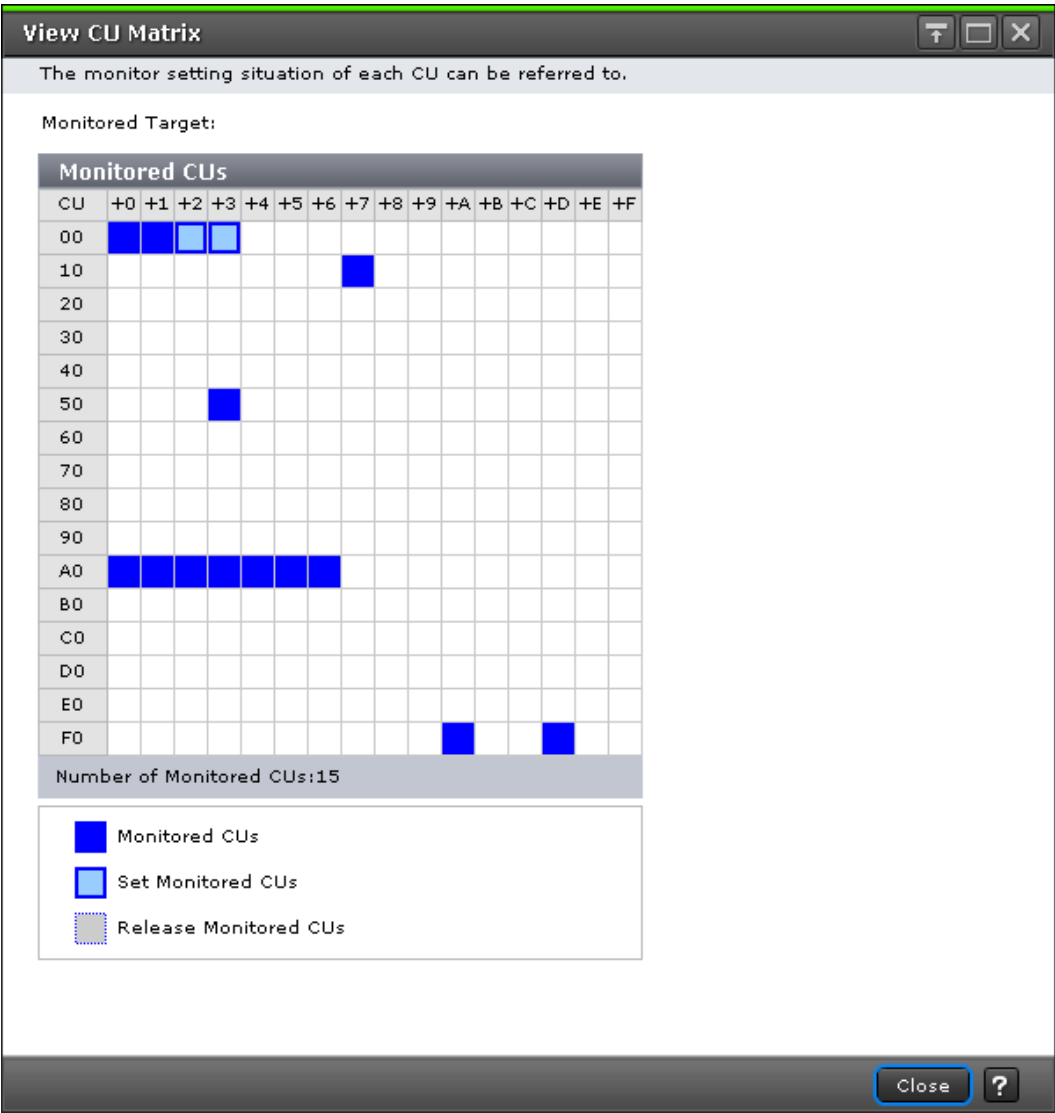 View CU Matrix
The monitor setting situation of each CU can be referred to.
Monitored Target:
Monitored CUs
CU +0 +1 +2 +3 +4 +5 +6 +7 +8 +9 +A +B +C +D +E +F
00
10
20
30
40
50
60
70
80
90
A0
B0
C0
D0
E0
F0
Number of Monitored CUs:15
Monitored CUs
Set Monitored CUs
Release Monitored CUs
Close ?